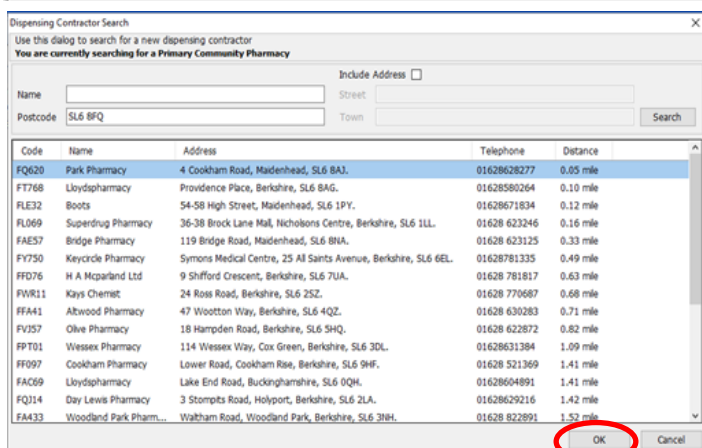 Dispensing Contractor Search
Use this dialog to search for a new dispensing contractor
You are currently searching for a Primary Community Pharmacy
Include Address
Name Street
Postcode SL6 8FQ Town Search
Code Name Address Telephone Distance
FQ620 Park Pharmacy 4 Cookham Road, Maidenhead, SL6 8AJ. 01628628277 0.05 mile
FT768 Lloydspharmacy Providence Place, Berkshire, SL6 8AG. 01628580264 0.10 mile
FLE32 Boots 54-58 High Street, Maidenhead, SL6 1PY. 01628671834 0.12 mile
FL069 Superdrug Pharmacy 36-38 Brock Lane Mall, Nicholsons Centre, Berkshire, SL6 1LL. 01628 623246 0.16 mile
FAE57 Bridge Pharmacy 119 Bridge Road, Maidenhead, SL6 8NA. 01628 623125 0.33 mile
FY750 Keycircle Pharmacy Symons Medical Centre, 25 All Saints Avenue, Berkshire, SL6 6EL. 01628781335 0.49 mile
FFD76 H A Mcparland Ltd 9 Shifford Crescent, Berkshire, SL6 7UA. 01628 781817 0.63 mile
FWR11 Kays Chemist 24 Ross Road, Berkshire, SL6 2SZ. 01628 770687 0.68 mile
FFA41 Altwood Pharmacy 47 Wootton Way, Berkshire, SL6 4QZ. 01628 630283 0.71 mile
FVJ57 Olive Pharmacy 18 Hampden Road, Berkshire, SL6 5HQ. 01628 622872 0.82 mile
FPT01 Wessex Pharmacy 114 Wessex Way, Cox Green, Berkshire, SL6 3DL. 01628631384 1.09 mile
FF097 Cookham Pharmacy Lower Road, Cookham Rise, Berkshire, SL6 9HF. 01628 521369 1.41 mile
FAC69 Lloydspharmacy Lake End Road, Buckinghamshire, SL6 0QH. 01628604891 1.41 mile
FQJ14 Day Lewis Pharmacy 3 Stompits Road, Holyport, Berkshire, SL6 2LA. 01628629216 1.42 mile
FA433 Woodland Park Pharm... Waltham Road, Woodland Park, Berkshire, SL6 3NH. 01628 822891 1.52 mile
OK Cancel